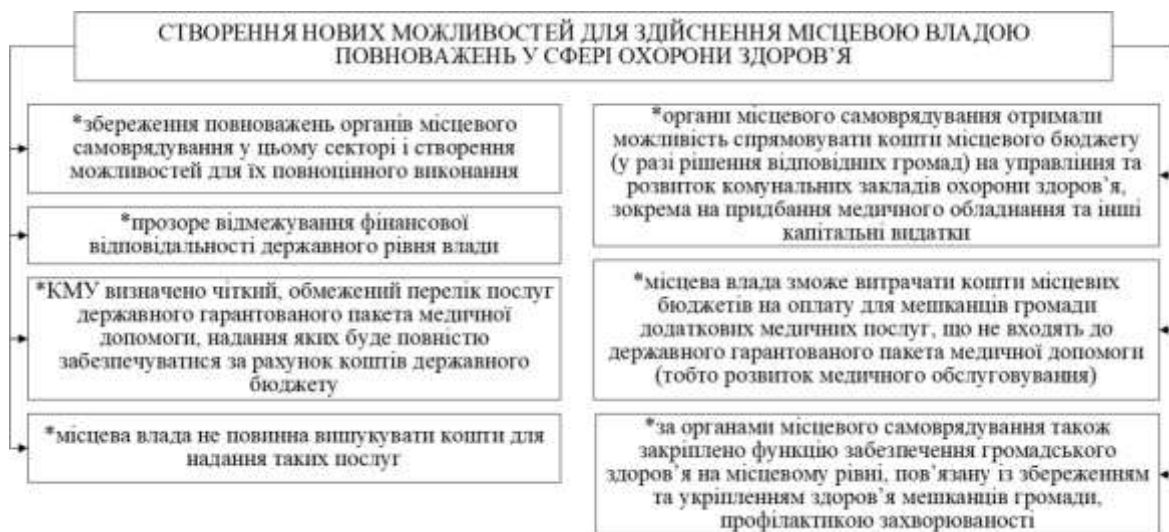 СТВОРЕННЯ НОВИХ МОЖЛИВОСТЕЙ ДЛЯ ЗДІЙСНЕННЯ МІСЦЕВОЮ ВЛАДОЮ
ПОВНОВАЖЕНЬ У СФЕРІ ОХОРОНИ ЗДОРОВ’Я
*збереження повноважень органів місцевого
самоврядування у цьому секторі і створення
можливостей для їх повноцінного виконання
*прозоре відмежування фінансової
відповідальності державного рівня влади
*КМУ визначено чіткий, обмежений перелік послуг
державного гарантованого пакета медичної
допомоги, надання яких буде повністю
забезпечуватися за рахунок коштів державного
бюджету
*місцева влада не повинна вишукувати кошти для
надання таких послуг
*органи місцевого самоврядування отримали
можливість спрямовувати кошти місцевого бюджету
(у разі рішення відповідних громад) на управління та
розвиток комунальних закладів охорони здоров’я,
зокрема на придбання медичного обладнання та інші
капітальні видатки
*місцева влада зможе витрачати кошти місцевих
бюджетів на оплату для мешканців громади
додаткових медичних послуг, що не входять до
державного гарантованого пакета медичної допомоги
(тобто розвиток медичного обслуговування)
*за органами місцевого самоврядування також
закріплено функцію забезпечення громадського
здоров’я на місцевому рівні, пов’язану із збереженням
та укріпленням здоров’я мешканців громади,
профілактикою захворюваності